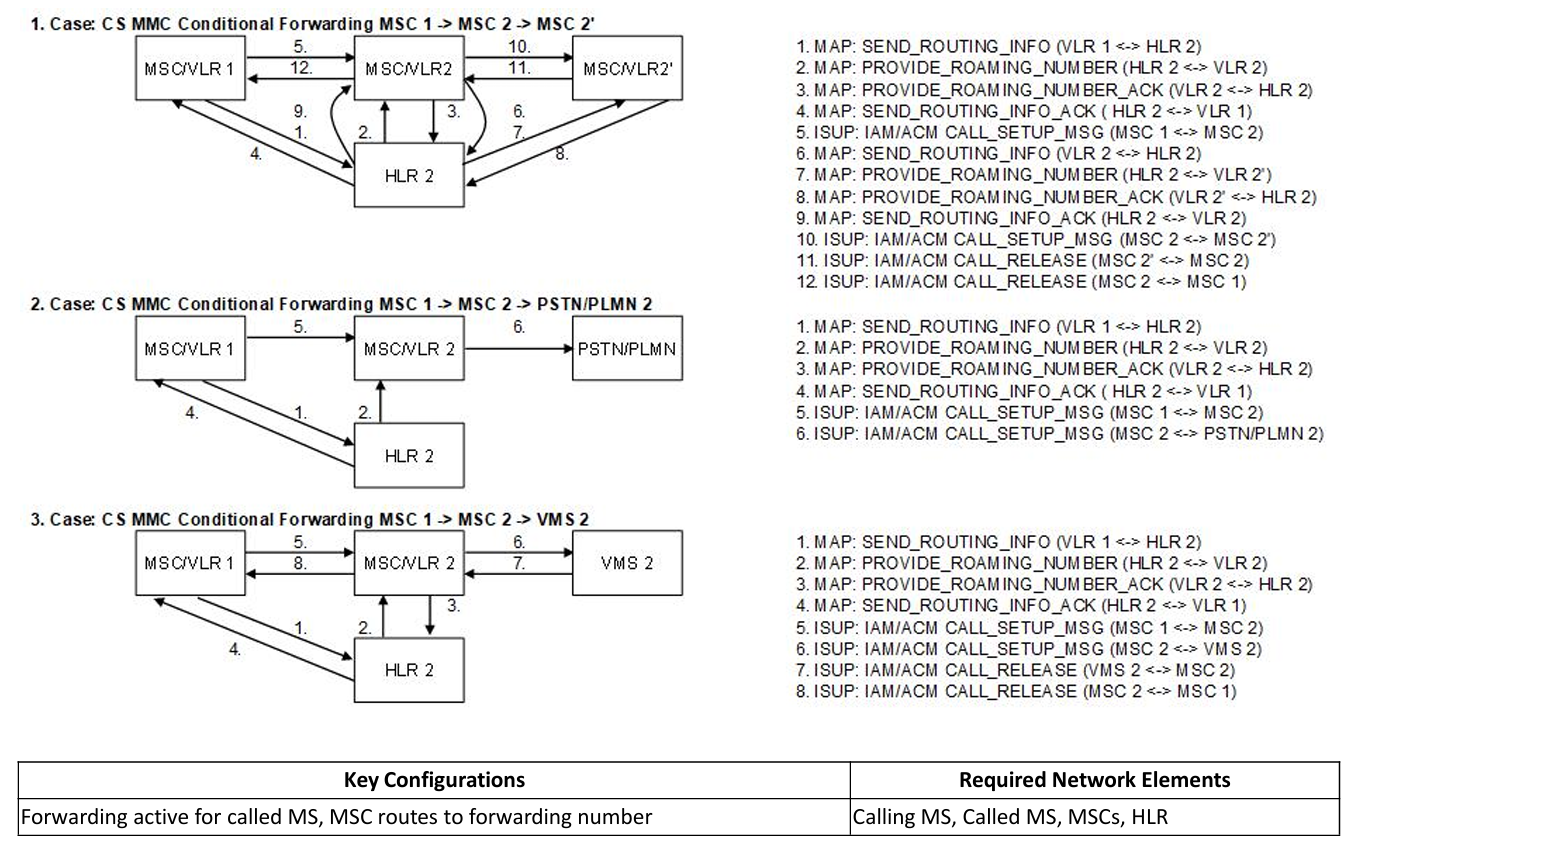 1. Case: CS MMC Conditional Forwarding MSC 1 -> MSC 2 -> MSC 2'
MSC/VLR 1
5.
12.
MSC/VLR2
10.
11.
MSC/VLR2'
9.
1.
4.
2.
3.
6.
7.
8.
HLR 2
1. MAP: SEND_ROUTING_INFO (VLR 1 <-> HLR 2)
2. MAP: PROVIDE_ROAMING_NUMBER (HLR 2 <-> VLR 2)
3. MAP: PROVIDE_ROAMING_NUMBER_ACK (VLR 2 <-> HLR 2)
4. MAP: SEND_ROUTING_INFO_ACK ( HLR 2 <-> VLR 1)
5. ISUP: IAM/ACM CALL_SETUP_MSG (MSC 1 <-> MSC 2)
6. MAP: SEND_ROUTING_INFO (VLR 2 <-> HLR 2)
7. MAP: PROVIDE_ROAMING_NUMBER (HLR 2 <-> VLR 2')
8. MAP: PROVIDE_ROAMING_NUMBER_ACK (VLR 2' <-> HLR 2)
9. MAP: SEND_ROUTING_INFO_ACK (HLR 2 <-> VLR 2)
10. ISUP: IAM/ACM CALL_SETUP_MSG (MSC 2 <-> MSC 2')
11. ISUP: IAM/ACM CALL_RELEASE (MSC 2' <-> MSC 2)
12. ISUP: IAM/ACM CALL_RELEASE (MSC 2 <-> MSC 1)
2. Case: CS MMC Conditional Forwarding MSC 1 -> MSC 2 -> PSTN/PLMN 2
MSC/VLR 1
5.
MSC/VLR 2
6.
PSTN/PLMN
4.
1.
2.
HLR 2
1. MAP: SEND_ROUTING_INFO (VLR 1 <-> HLR 2)
2. MAP: PROVIDE_ROAMING_NUMBER (HLR 2 <-> VLR 2)
3. MAP: PROVIDE_ROAMING_NUMBER_ACK (VLR 2 <-> HLR 2)
4. MAP: SEND_ROUTING_INFO_ACK ( HLR 2 <-> VLR 1)
5. ISUP: IAM/ACM CALL_SETUP_MSG (MSC 1 <-> MSC 2)
6. ISUP: IAM/ACM CALL_SETUP_MSG (MSC 2 <-> PSTN/PLMN 2)
3. Case: CS MMC Conditional Forwarding MSC 1 -> MSC 2 -> VMS 2
MSC/VLR 1
5.
8.
MSC/VLR 2
6.
7.
VMS 2
1.
4.
2.
3.
HLR 2
1. MAP: SEND_ROUTING_INFO (VLR 1 <-> HLR 2)
2. MAP: PROVIDE_ROAMING_NUMBER (HLR 2 <-> VLR 2)
3. MAP: PROVIDE_ROAMING_NUMBER_ACK (VLR 2 <-> HLR 2)
4. MAP: SEND_ROUTING_INFO_ACK (HLR 2 <-> VLR 1)
5. ISUP: IAM/ACM CALL_SETUP_MSG (MSC 1 <-> MSC 2)
6. ISUP: IAM/ACM CALL_SETUP_MSG (MSC 2 <-> VMS 2)
7. ISUP: IAM/ACM CALL_RELEASE (VMS 2 <-> MSC 2)
8. ISUP: IAM/ACM CALL_RELEASE (MSC 2 <-> MSC 1)
Key Configurations
Required Network Elements
Forwarding active for called MS, MSC routes to forwarding number
Calling MS, Called MS, MSCs, HLR